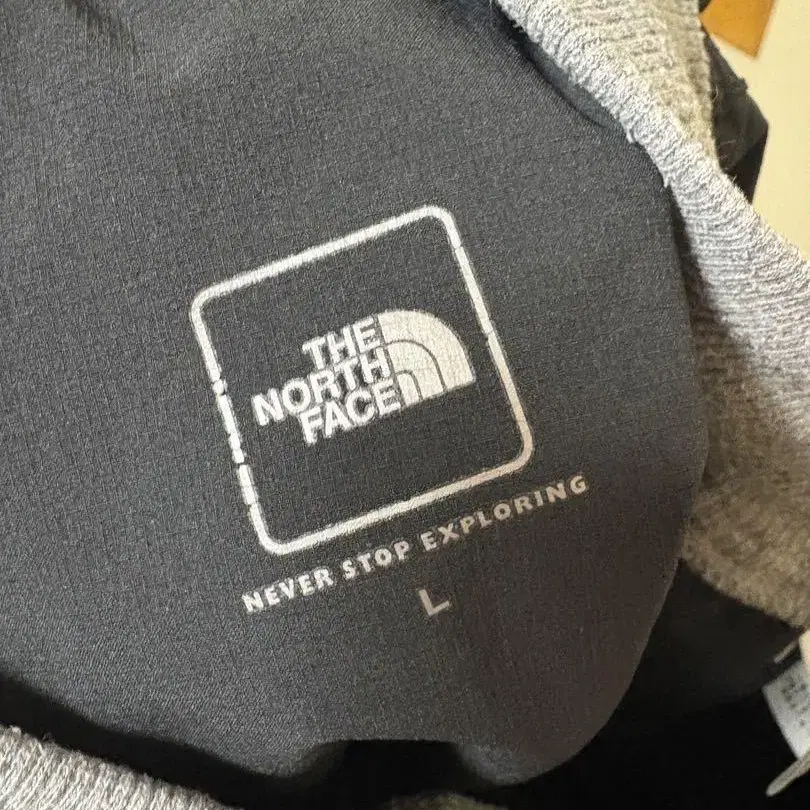 THE
NORTH
FACE
NEVER STOP EXPLORING
L